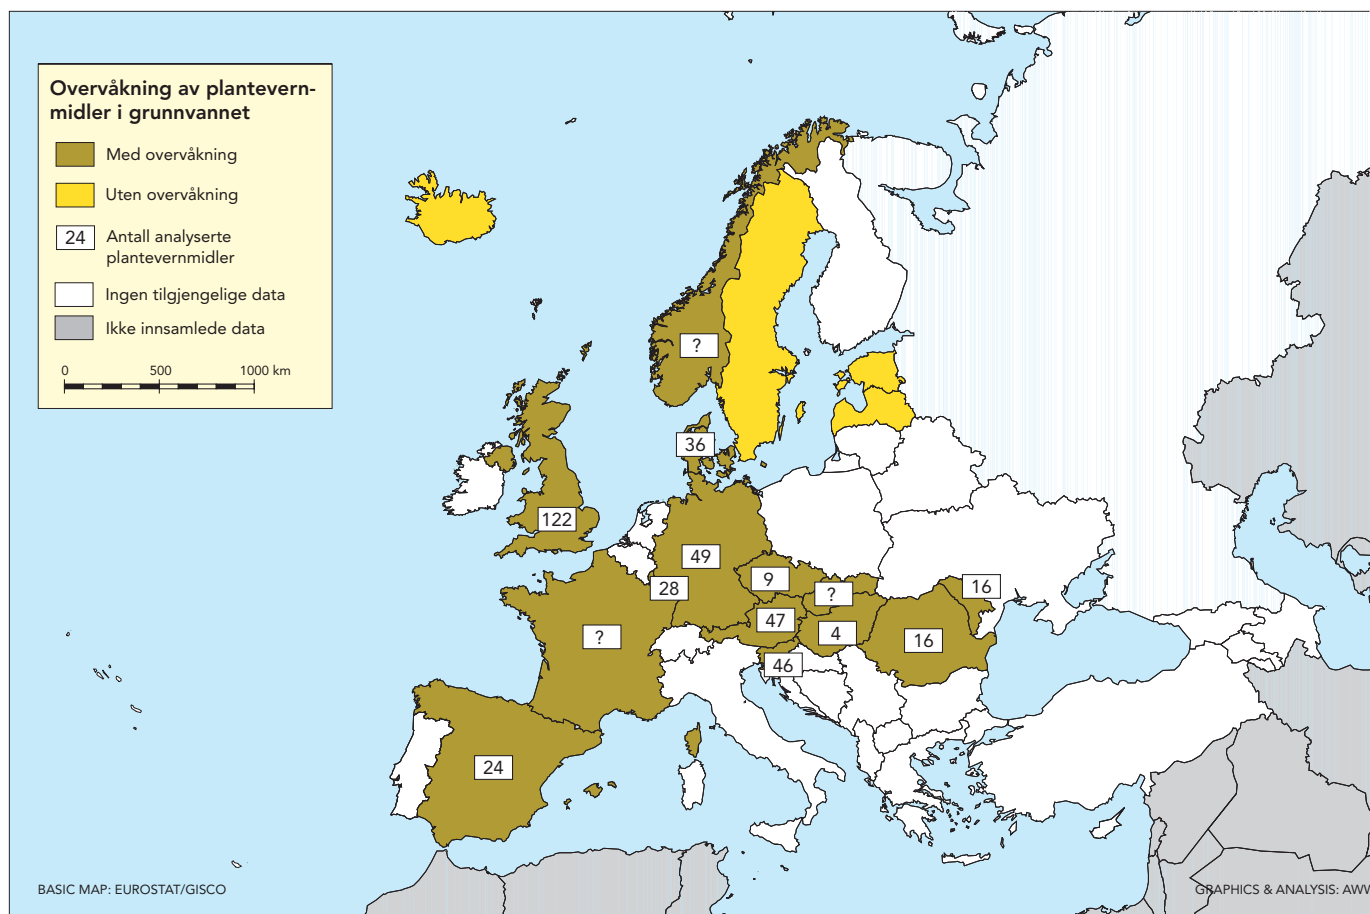 Overvåkning av plantevern-
midler i grunnvannet
Med overvåkning
Uten overvåkning
24 Antall analyserte
plantevernmidler
Ingen tilgjengelige data
Ikke innsamlede data
0 500 1000 km
?
36
122
49
9
28
?
16
47
?
4
16
46
24
BASIC MAP: EUROSTAT/GISCO
GRAPHICS & ANALYSIS: AWW